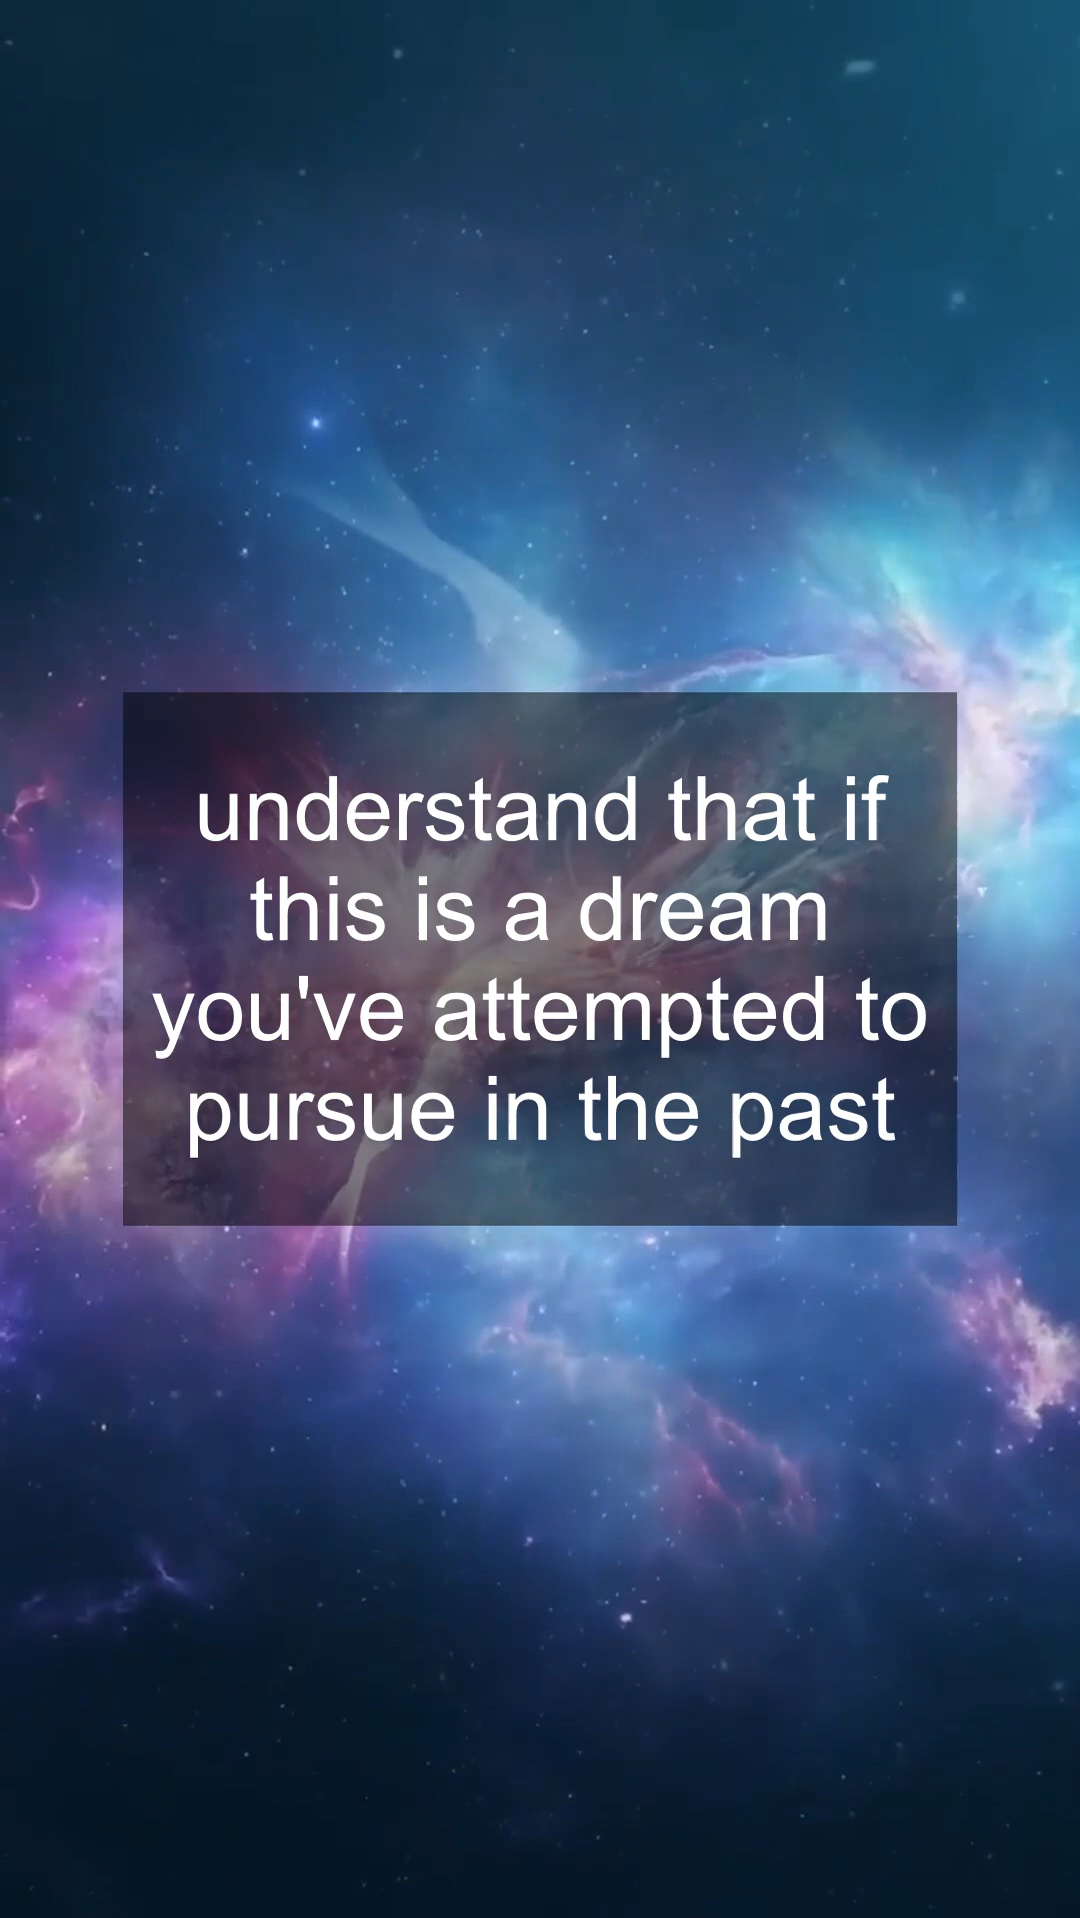 understand that if
this is a dream
you've attempted to
pursue in the past